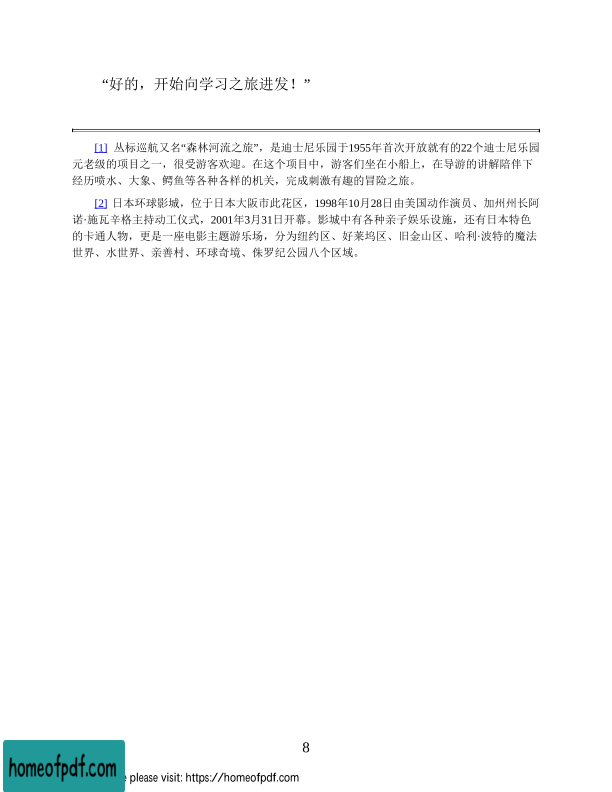 “好的，开始向学习之旅进发！”
[1] 丛标巡航又名“森林河流之旅”，是迪士尼乐园于1955年首次开放就有的22个迪士尼乐园
元老级的项目之一，很受游客欢迎。在这个项目中，游客们坐在小船上，在导游的讲解陪伴下
经历喷水、大象、鳄鱼等各种各样的机关，完成刺激有趣的冒险之旅。
[2] 日本环球影城，位于日本大阪市此花区，1998年10月28日由美国动作演员、加州州长阿
诺·施瓦辛格主持动工仪式，2001年3月31日开幕。影城中有各种亲子娱乐设施，还有日本特色
的卡通人物，更是一座电影主题游乐场，分为纽约区、好莱坞区、旧金山区、哈利·波特的魔法
世界、水世界、亲善村、环球奇境、侏罗纪公园八个区域。
8
homeofpdf.com
please visit: https://homeofpdf.com